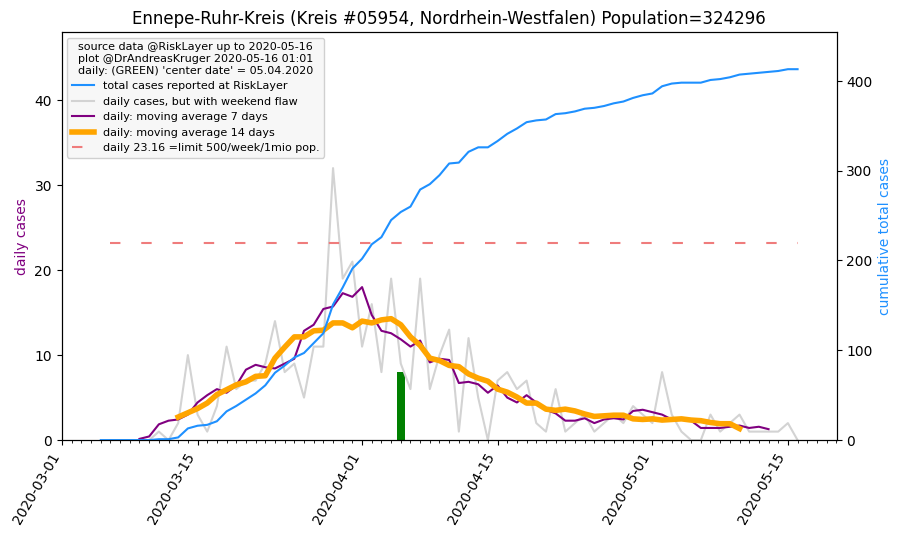 Ennepe-Ruhr-Kreis (Kreis #05954, Nordrhein-Westfalen) Population=324296
source data @RiskLayer up to 2020-05-16
plot @DrAndreasKruger 2020-05-16 01:01
daily: (GREEN) 'center date' = 05.04.2020
total cases reported at RiskLayer
daily cases, but with weekend flaw
daily: moving average 7 days
daily: moving average 14 days
daily 23.16 =limit 500/week/1mio pop.
daily cases
40
30
20
10
0
cumulative total cases
400
300
200
100
0
2020-03-01
2020-03-15
2020-04-01
2020-04-15
2020-05-01
2020-05-15